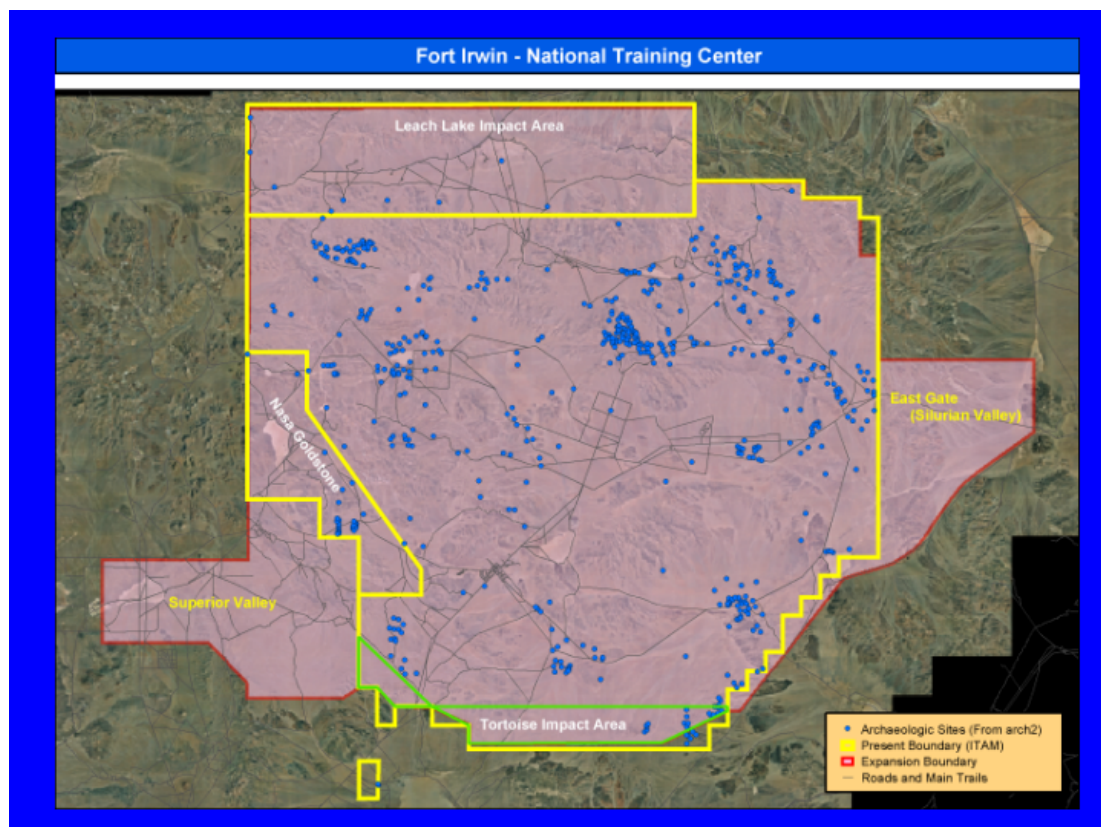 Fort Irwin - National Training Center
Leach Lake Impact Area
East Gate
(Silurian Valley)
Nasa Goldstone
Superior Valley
Tortoise Impact Area
Archaeologic Sites (From arch2)
Present Boundary (ITAM)
Expansion Boundary
Roads and Main Trails